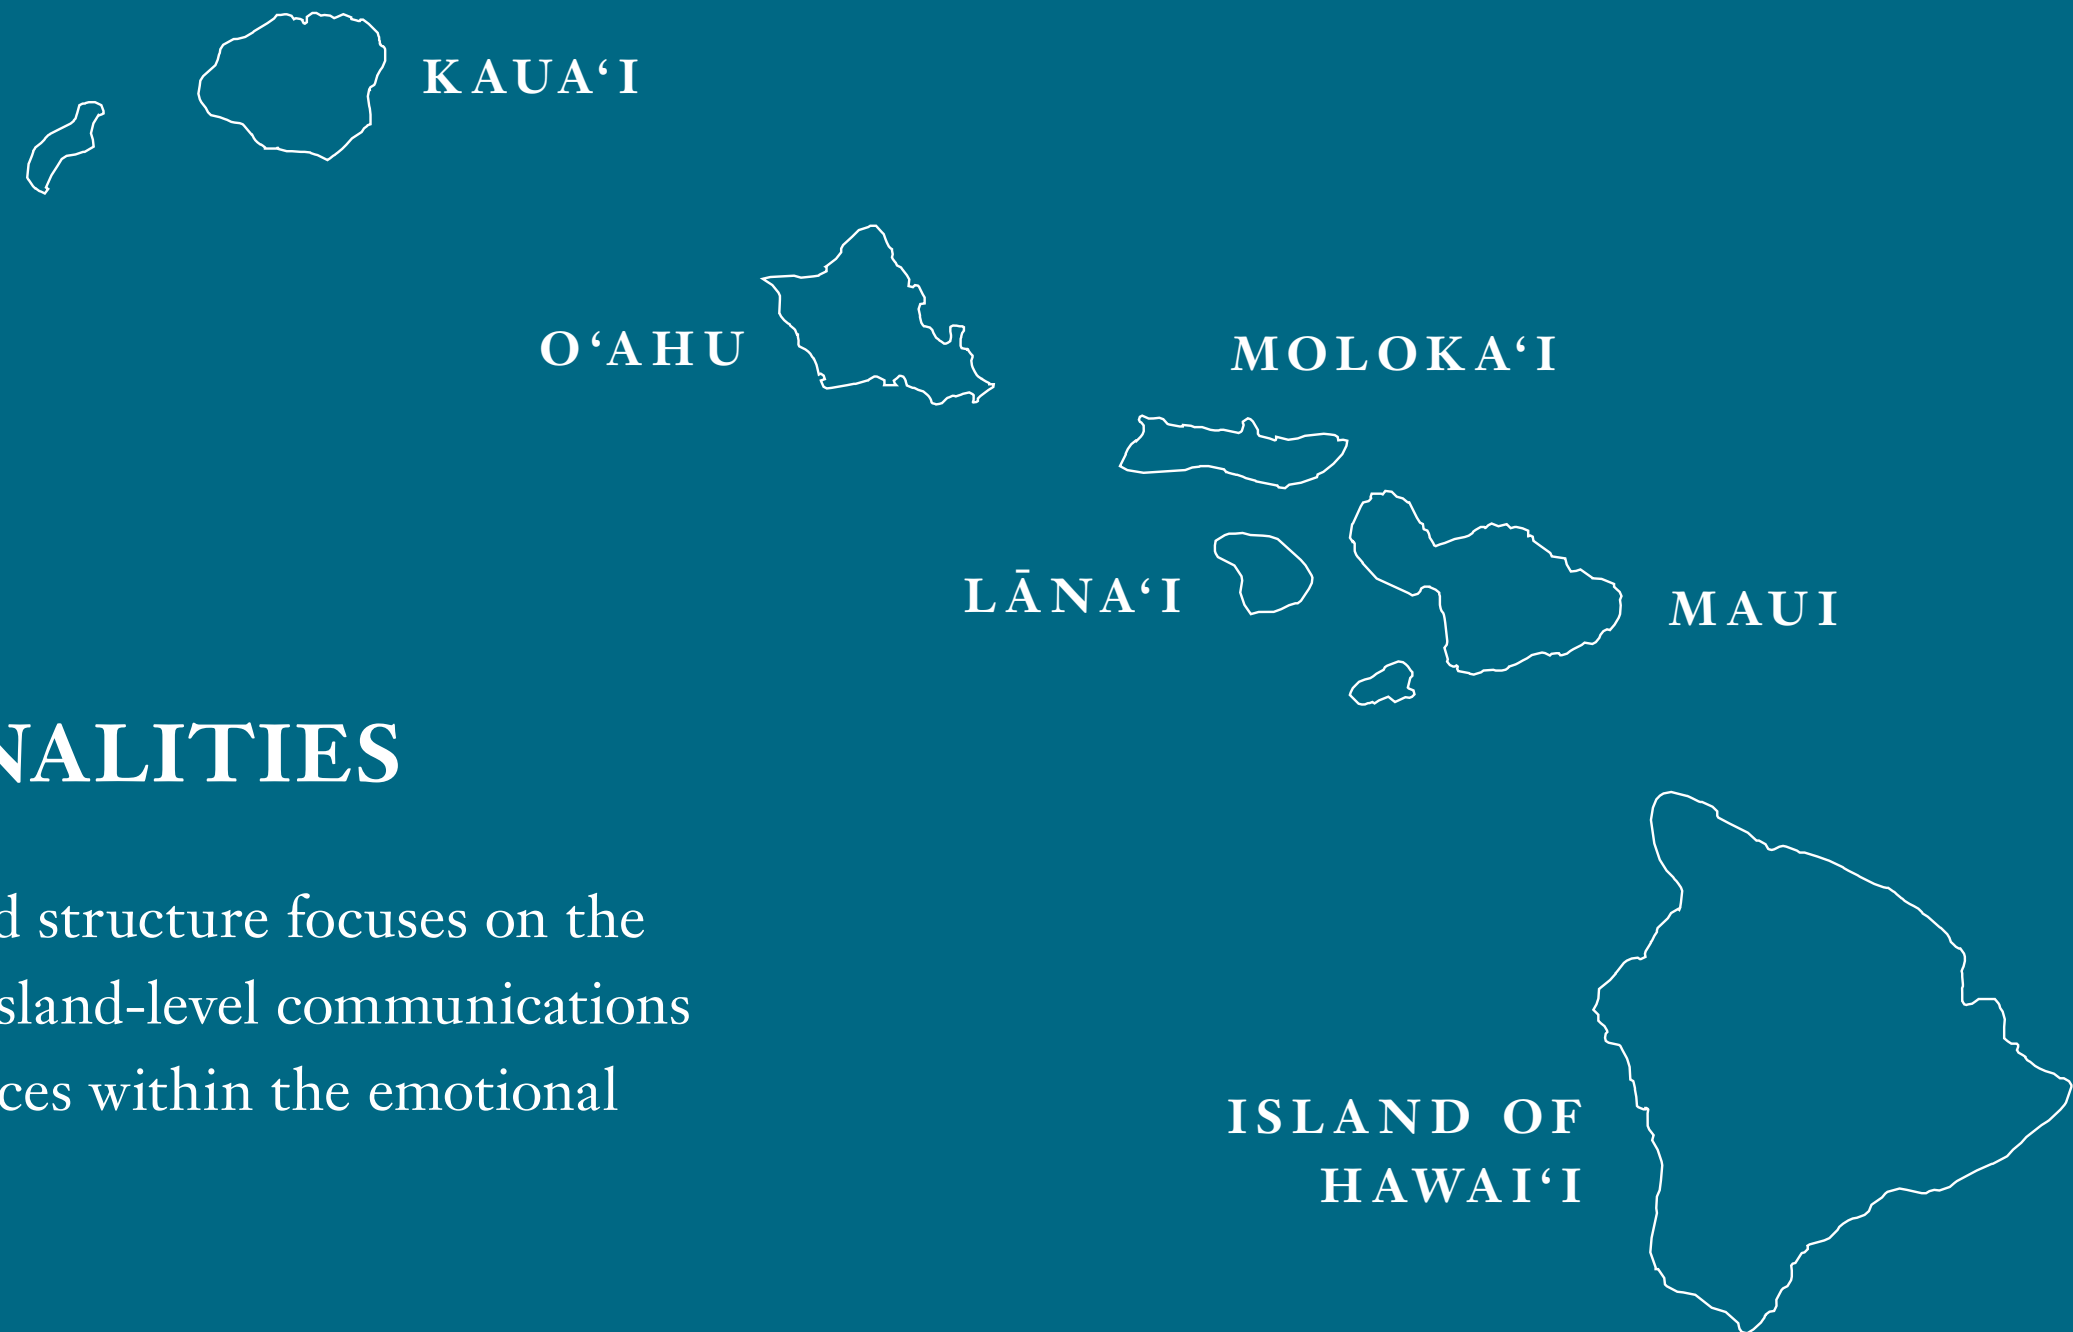 KAUAʻI
OʻAHU
MOLOKAʻI
LĀNAʻI
MAUI
NALITIES
d structure focuses on the
sland-level communications
ces within the emotional
ISLAND OF
HAWAIʻI